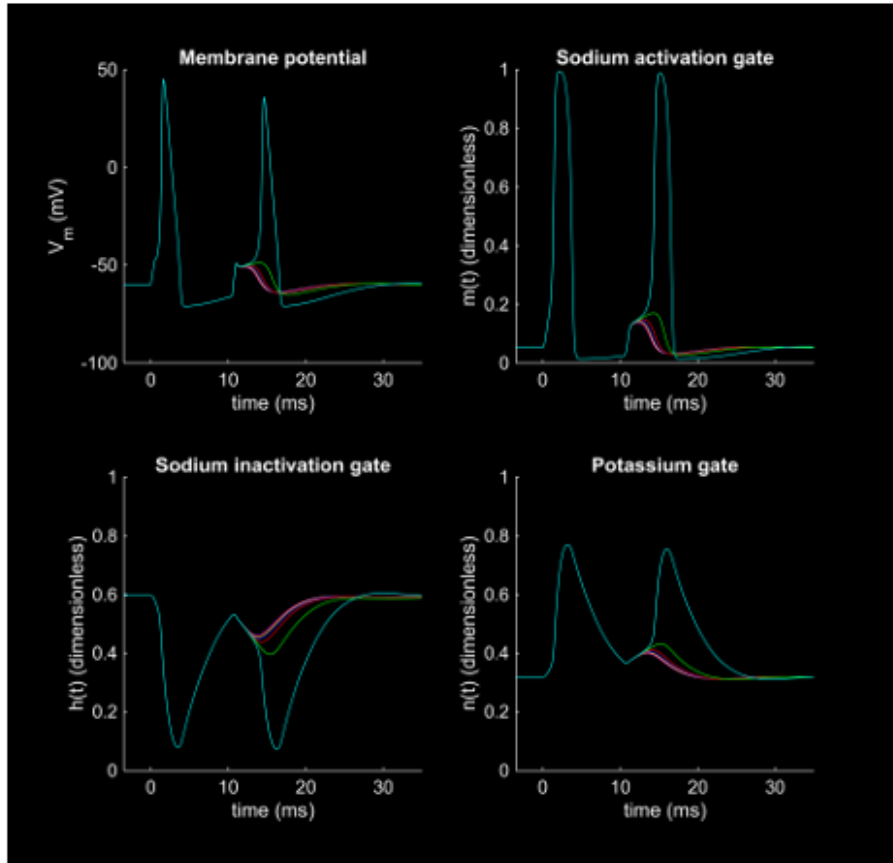 Membrane potential
50
0
-50
-100
V_m (mV)
0 10 20 30
time (ms)
Sodium activation gate
1
0.8
0.6
0.4
0.2
0
m(t) (dimensionless)
0 10 20 30
time (ms)
Sodium inactivation gate
1
0.8
0.6
0.4
0.2
0
h(t) (dimensionless)
0 10 20 30
time (ms)
Potassium gate
1
0.8
0.6
0.4
0.2
0
n(t) (dimensionless)
0 10 20 30
time (ms)